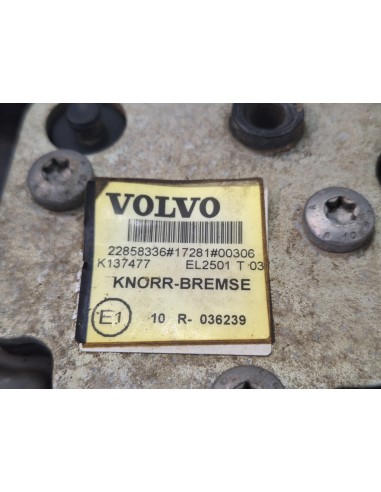 VOLVO
22858336#17281#00306
K137477 EL2501 T 03
KNORR-BREMSE
E1 10 R- 036239